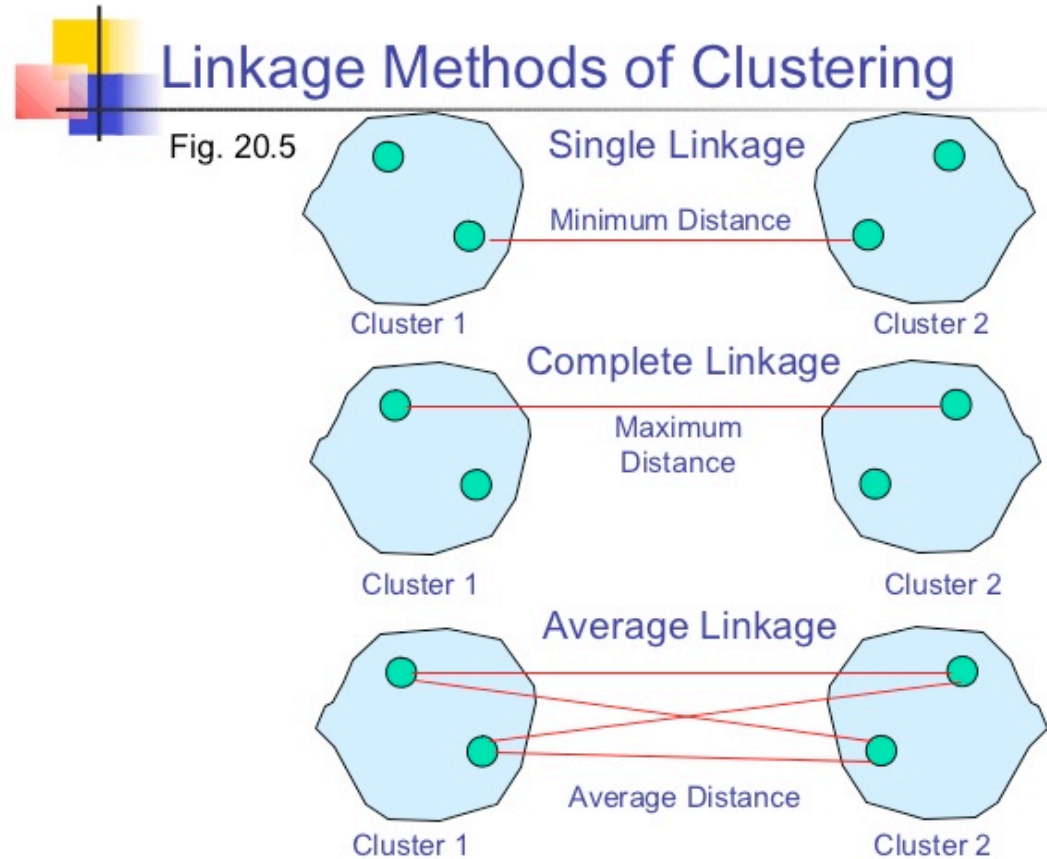 Linkage Methods of Clustering
Fig. 20.5
Single Linkage
Minimum Distance
Cluster 1
Cluster 2
Complete Linkage
Maximum
Distance
Cluster 1
Cluster 2
Average Linkage
Average Distance
Cluster 1
Cluster 2